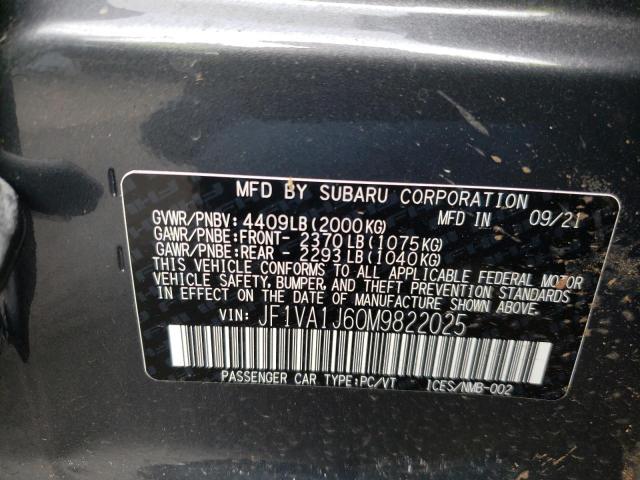 MFD BY SUBARU CORPORATION
GVWR/PNBV: 4409LB(2000KG) MFD IN 09/21
GAWR/PNBE:FRONT- 2370LB(1075KG)
GAWR/PNBE:REAR - 2293LB(1040KG)
THIS VEHICLE CONFORMS TO ALL APPLICABLE FEDERAL MOTOR
VEHICLE SAFETY, BUMPER, AND THEFT PREVENTION STANDARDS
IN EFFECT ON THE DATE OF MANUFACTURE SHOWN ABOVE.
VIN: JF1VA1J60M9822025
PASSENGER CAR TYPE:PC/VT ICES/NMB-002